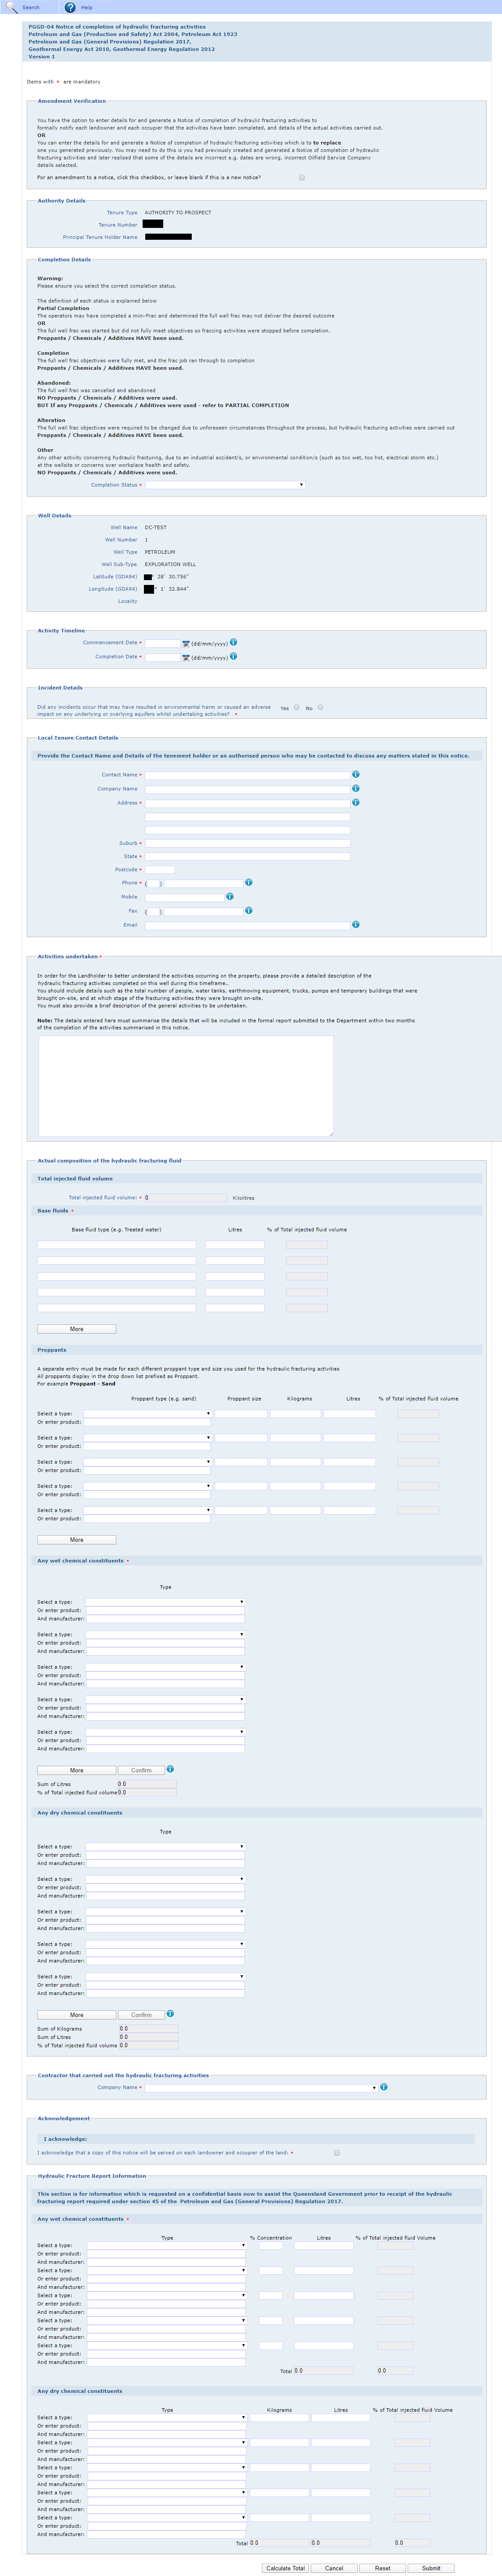 Search Help
PGGD-04 Notice of completion of hydraulic fracturing activities
Petroleum and Gas (Production and Safety) Act 2004, Petroleum Act 1923
Petroleum and Gas (General Provisions) Regulation 2017,
Geothermal Energy Act 2010, Geothermal Energy Regulation 2012
Version 1
Items with * are mandatory
Amendment Verification
You have the option to enter details for and generate a Notice of completion of hydraulic fracturing activities to
formally notify each landowner and each occupier that the activities have been completed, and details of the actual activities carried out.
OR
You can enter the details for and generate a Notice of completion of hydraulic fracturing activities which is to to replace
one you generated previously. You may need to do this if you have previously said and generated a Notice of completion of hydraulic
fracturing activities and later realised that some of the details are incorrect e.g. dates are wrong, incorrect Oilfield Service Company
details selected.
For an amendment to a notice, click this checkbox, or leave blank if this is a new notice?
Authority Details
Tenure Type AUTHORITY TO PROSPECT
Tenure Number
Principal Tenure Holder Name
Completion Details
Warning:
Please ensure you select the correct completion status.
The definition of each status is explained below
Partial Completion
The operators may have completed a mini-Frac and determined the full well frac may not deliver the desired outcome
OR
The full well frac was started but did not fully meet objectives so fracing activities were stopped before completion.
Proppants / Chemicals / Additives HAVE been used.
Completion
The full well frac objectives were fully met, and the frac job ran through to completion
Proppants / Chemicals / Additives HAVE been used.
Abandoned:
The full well frac was cancelled and abandoned
NO Proppants / Chemicals / Additives were used.
BUT If any Proppants / Chemicals / Additives were used - refer to PARTIAL COMPLETION
Alteration
The full well frac objectives were required to be changed due to unforeseen circumstances throughout the process, but hydraulic fracturing activities were carried out
Proppants / Chemicals / Additives HAVE been used.
Other
Any other activity concerning hydraulic fracturing, due to an industrial accident/s, or environmental condition/s (such as too wet, too hot, electrical storm etc.)
at the wellsite or concerns over workplace health and safety.
NO Proppants / Chemicals / Additives were used.
Completion Status *
Well Details
Well Name DC-TEST
Well Number 1
Well Type PETROLEUM
Well Sub-Type EXPLORATION WELL
Latitude (GDA94) ° 28' 30.756"
Longitude (GDA94) ° 1' 32.844"
Locality
Activity Timeline
Commencement Date * (dd/mm/yyyy)
Completion Date * (dd/mm/yyyy)
Incident Details
Did any incidents occur that may have resulted in environmental harm or caused an adverse Yes No
impact on any underlying or overlying aquifers whilst undertaking activities? *
Local Tenure Contact Details
Provide the Contact Name and Details of the tenement holder or an authorised person who may be contacted to discuss any matters stated in this notice.
Contact Name *
Company Name
Address *
Suburb *
State *
Postcode *
Phone * ( )
Mobile
Fax ( )
Email
Activities undertaken *
In order for the Landholder to better understand the activities occurring on the property, please provide a detailed description of the
hydraulic fracturing activities completed on this well during this timeframe..
You should include details such as the total number of people, water tanks, earthmoving equipment, trucks, pumps and temporary buildings that were
brought on-site, and at which stage of the fracturing activities they were brought on-site.
You must also provide a brief description of the general activities to be undertaken.
Note: The details entered here must summarise the details that will be included in the formal report submitted to the Department within two months
of the completion of the activities summarised in this notice.
Actual composition of the hydraulic fracturing fluid
Total injected fluid volume
Total injected fluid volume: * 0 Kilolitres
Base fluids *
Base fluid type (e.g. Treated water) Litres % of Total injected fluid volume
More
Proppants
A separate entry must be made for each different proppant type and size you used for the hydraulic fracturing activities
All proppants display in the drop down list prefixed as Proppant.
For example Proppant - Sand
Proppant type (e.g. sand) Proppant size Kilograms Litres % of Total injected fluid volume
Select a type:
Or enter product:
Select a type:
Or enter product:
Select a type:
Or enter product:
Select a type:
Or enter product:
Select a type:
Or enter product:
More
Any wet chemical constituents *
Type
Select a type:
Or enter product:
And manufacturer:
Select a type:
Or enter product:
And manufacturer:
Select a type:
Or enter product:
And manufacturer:
Select a type:
Or enter product:
And manufacturer:
Select a type:
Or enter product:
And manufacturer:
More Confirm
Sum of Litres 0.0
% of Total injected fluid volume 0.0
Any dry chemical constituents
Type
Select a type:
Or enter product:
And manufacturer:
Select a type:
Or enter product:
And manufacturer:
Select a type:
Or enter product:
And manufacturer:
Select a type:
Or enter product:
And manufacturer:
Select a type:
Or enter product:
And manufacturer:
More Confirm
Sum of Kilograms 0.0
Sum of Litres 0.0
% of Total injected fluid volume 0.0
Contractor that carried out the hydraulic fracturing activities
Company Name *
Acknowledgement
I acknowledge:
I acknowledge that a copy of this notice will be served on each landowner and occupier of the land: *
Hydraulic Fracture Report Information
This section is for information which is requested on a confidential basis now to assist the Queensland Government prior to receipt of the hydraulic
fracturing report required under section 45 of the Petroleum and Gas (General Provisions) Regulation 2017.
Any wet chemical constituents *
Type % Concentration Litres % of Total injected fluid Volume
Select a type:
Or enter product:
And manufacturer:
Select a type:
Or enter product:
And manufacturer:
Select a type:
Or enter product:
And manufacturer:
Select a type:
Or enter product:
And manufacturer:
Select a type:
Or enter product:
And manufacturer:
Total 0.0 0.0
Any dry chemical constituents
Type Kilograms Litres % of Total injected fluid Volume
Select a type:
Or enter product:
And manufacturer:
Select a type:
Or enter product:
And manufacturer:
Select a type:
Or enter product:
And manufacturer:
Select a type:
Or enter product:
And manufacturer:
Select a type:
Or enter product:
And manufacturer:
Total 0.0 0.0 0.0
Calculate Total Cancel Reset Submit